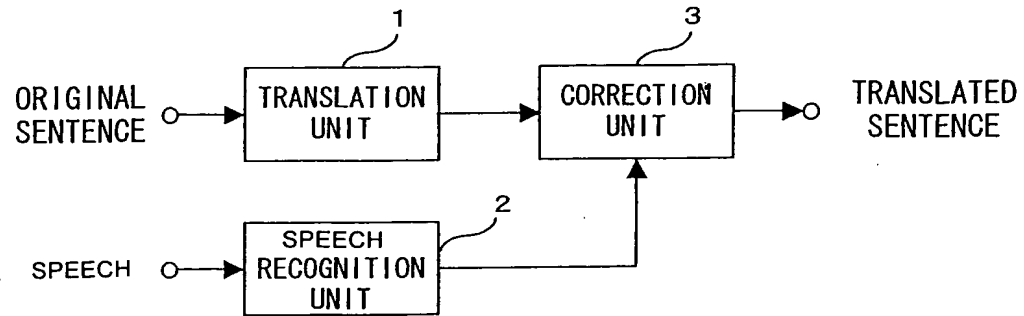 1
3
ORIGINAL
SENTENCE
TRANSLATION
UNIT
CORRECTION
UNIT
TRANSLATED
SENTENCE
2
SPEECH
SPEECH
RECOGNITION
UNIT